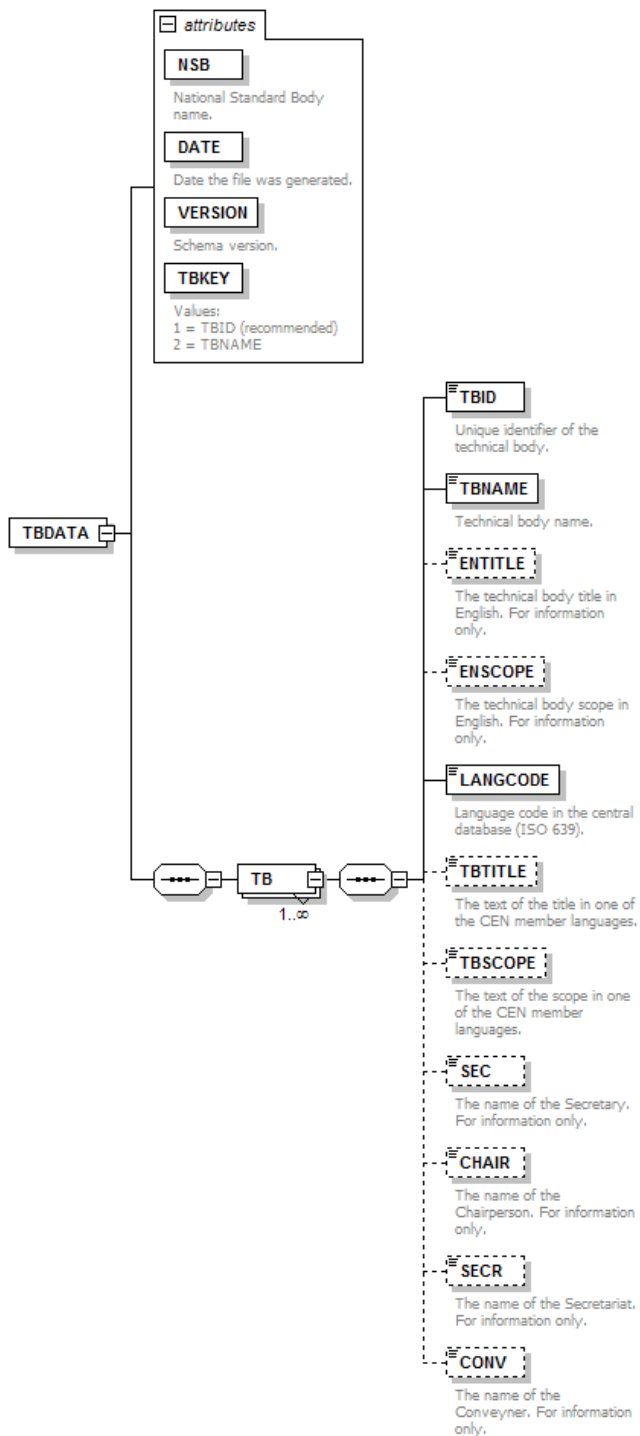 attributes
NSB
National Standard Body
name.
DATE
Date the file was generated.
VERSION
Schema version.
TBKEY
Values:
1 = TBID (recommended)
2 = TBNAME
TBID
Unique identifier of the
technical body.
TBNAME
Technical body name.
TBDATA
ENTITLE
The technical body title in
English. For information
only.
ENSCOPE
The technical body scope in
English. For information
only.
LANGCODE
Language code in the central
database (ISO 639).
TB
1..∞
TBTITLE
The text of the title in one of
the CEN member languages.
TBSCOPE
The text of the scope in one
of the CEN member
languages.
SEC
The name of the Secretary.
For information only.
CHAIR
The name of the
Chairperson. For information
only.
SECR
The name of the Secretariat.
For information only.
CONV
The name of the
Conveyner. For information
only.